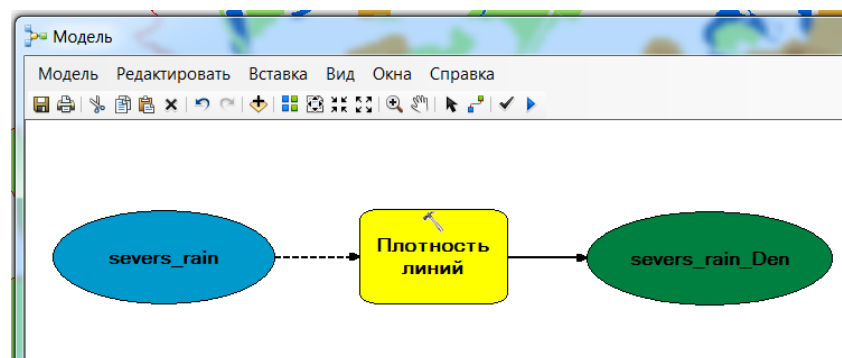 Модель
Модель Редактировать Вставка Вид Окна Справка
severs_rain
Плотность
линий
severs_rain_Den